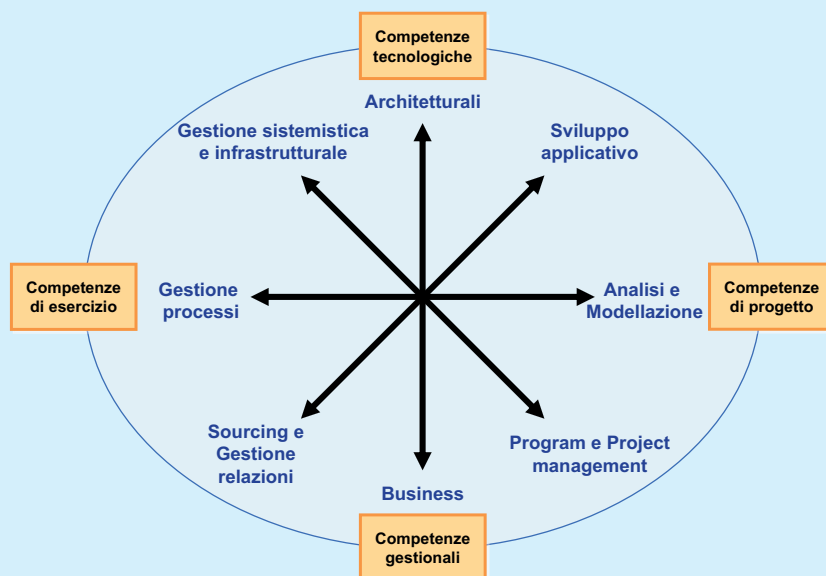 Competenze
tecnologiche
Architetturali
Gestione sistemistica
e infrastrutturale
Sviluppo
applicativo
Competenze
di esercizio
Gestione
processi
Analisi e
Modellazione
Competenze
di progetto
Sourcing e
Gestione
relazioni
Program e Project
management
Business
Competenze
gestionali